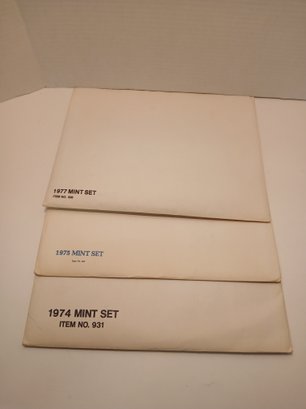 1977 MINT SET
ITEM NO.
1975 MINT SET
1974 MINT SET
ITEM NO. 931